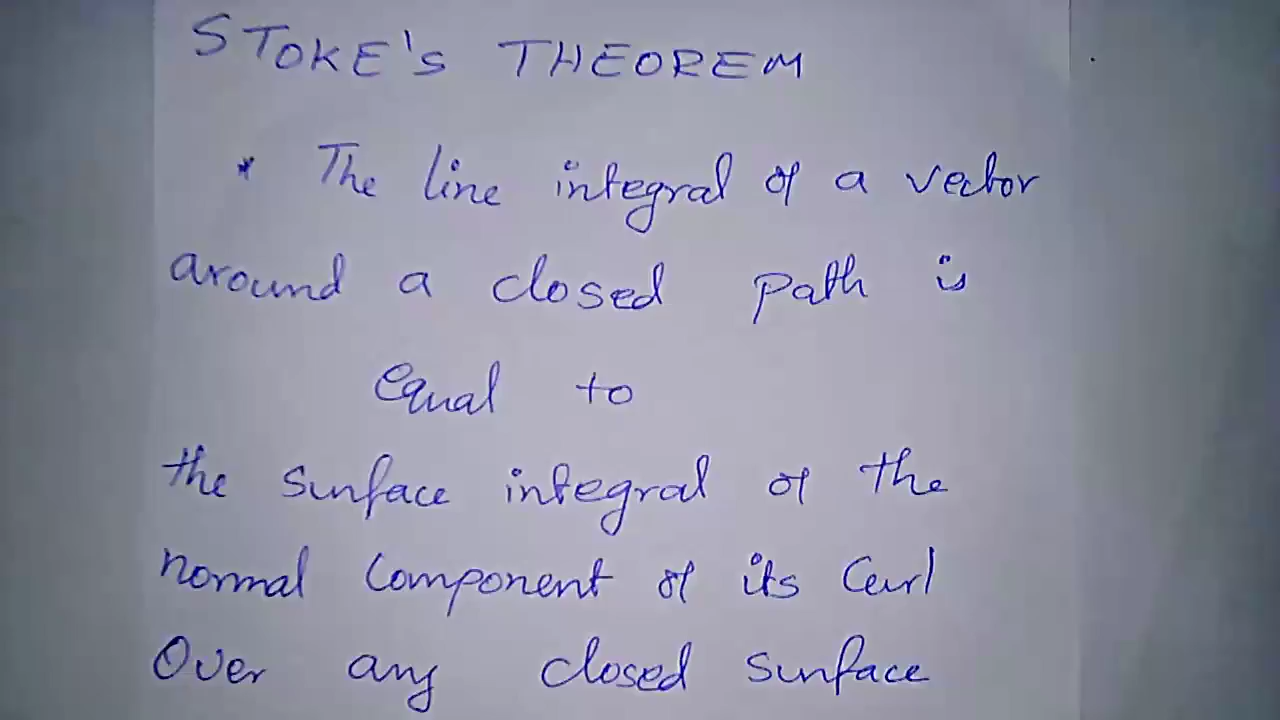 STOKE's THEOREM
* The line integral of a vector
around a closed path is
equal to
the surface integral of the
normal component of its Curl
Over any closed surface